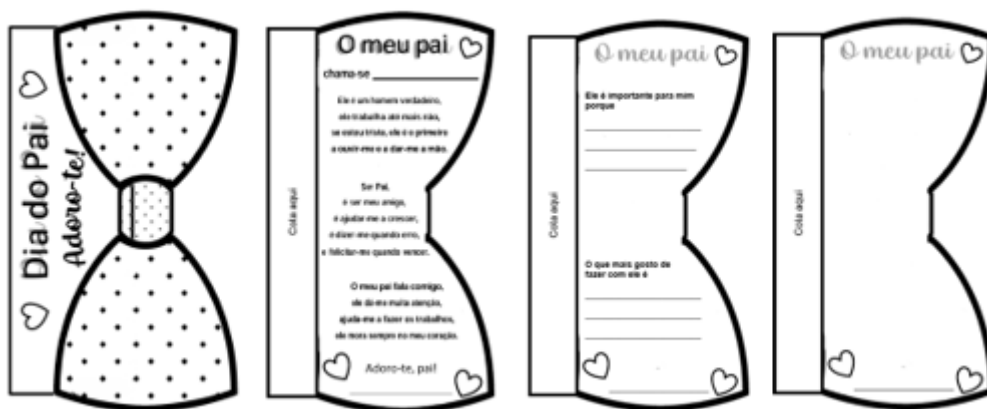 Dia do Pai
Adoro-te!
Cola aqui
O meu pai
chama-se
Ele é um homem verdadeiro,
ele trabalha até mais não,
se estou triste, ele é o primeiro
a ouvir-me e a dar-me a mão.
Ser Pai,
é ser meu amigo,
é ajudar-me a crescer,
é dizer-me quando erro,
e felicitar-me quando vencer.
O meu pai fala comigo,
ele dá-me muita atenção,
ajuda-me a fazer os trabalhos,
ele mora sempre no meu coração.
Adoro-te, pai!
Cola aqui
O meu pai
Ele é importante para mim
porque
O que mais gosto de
fazer com ele é
Cola aqui
O meu pai